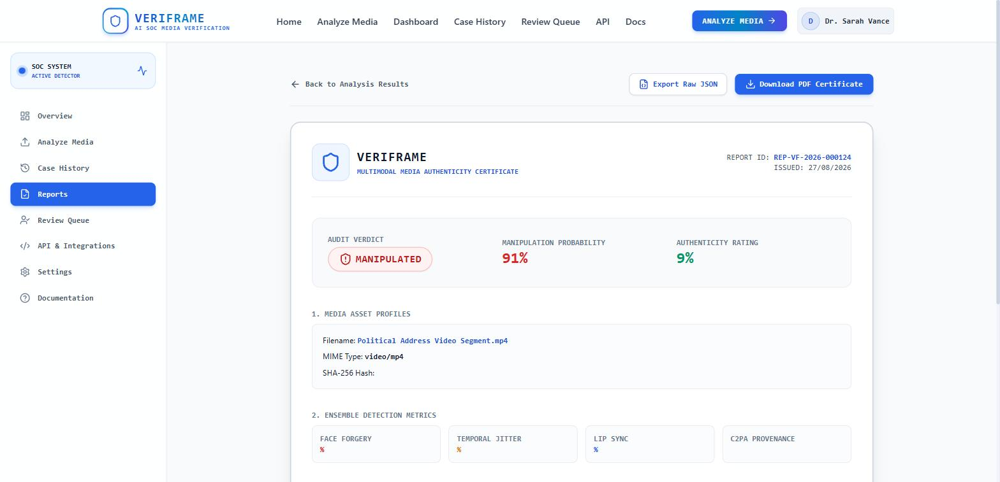 VERIFRAME
AI SOC MEDIA VERIFICATION
Home Analyze Media Dashboard Case History Review Queue API Docs
ANALYZE MEDIA →
D Dr. Sarah Vance
SOC SYSTEM
ACTIVE DETECTOR
Overview
Analyze Media
Case History
Reports
Review Queue
API & Integrations
Settings
Documentation
← Back to Analysis Results
Export Raw JSON
Download PDF Certificate
VERIFRAME
MULTIMODAL MEDIA AUTHENTICITY CERTIFICATE
REPORT ID: REP-VF-2026-000124
ISSUED: 27/08/2026
AUDIT VERDICT
MANIPULATED
MANIPULATION PROBABILITY
91%
AUTHENTICITY RATING
9%
1. MEDIA ASSET PROFILES
Filename: Political Address Video Segment.mp4
MIME Type: video/mp4
SHA-256 Hash:
2. ENSEMBLE DETECTION METRICS
FACE FORGERY
%
TEMPORAL JITTER
%
LIP SYNC
%
C2PA PROVENANCE